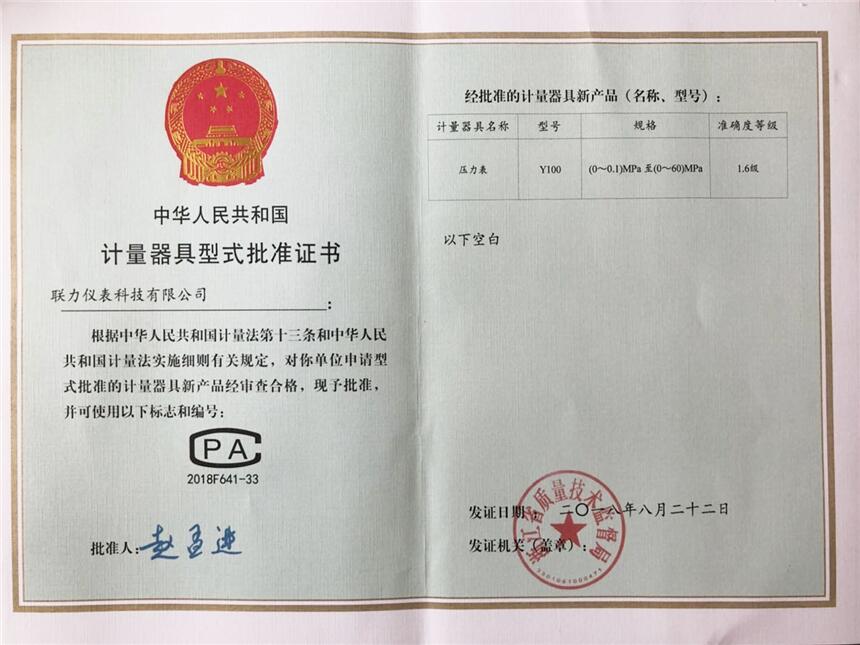 中华人民共和国
计量器具型式批准证书
联力仪表科技有限公司
:
根据中华人民共和国计量法第十三条和中华人民
共和国计量法实施细则有关规定，对你单位申请型
式批准的计量器具新产品经审查合格，现予批准，
并可使用以下标志和编号：
CPA
2018F641-33
批准人：赵孟进
经批准的计量器具新产品（名称、型号）：
计量器具名称 型号 规格 准确度等级
压力表 Y100 (0～0.1)MPa 至(0～60)MPa 1.6级
以下空白
发证日期：二〇一八年八月二十二日
发证机关（盖章）：
浙江省质量技术监督局
3301061000471